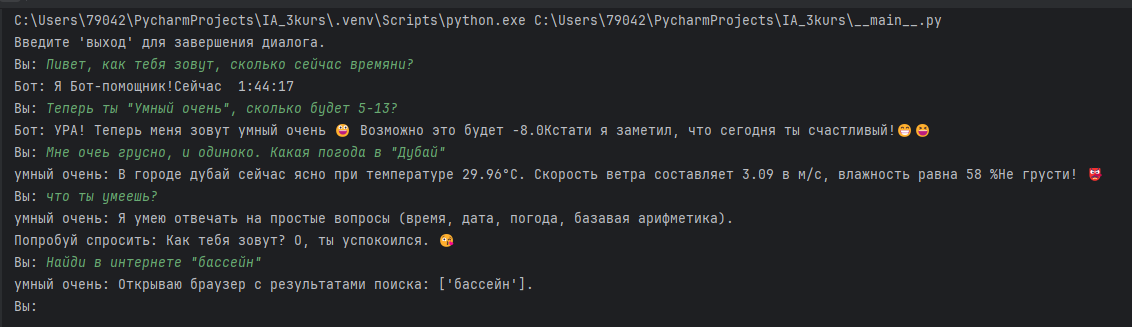 C:\Users\79042\PycharmProjects\IA_3kurs\.venv\Scripts\python.exe C:\Users\79042\PycharmProjects\IA_3kurs\__main__.py
Введите 'выход' для завершения диалога.
Вы: Пивет, как тебя зовут, сколько сейчас времяни?
Бот: Я Бот-помощник!Сейчас  1:44:17
Вы: Теперь ты "Умный очень", сколько будет 5-13?
Бот: УРА! Теперь меня зовут умный очень 🤪 Возможно это будет -8.0Кстати я заметил, что сегодня ты счастливый!😁😄
Вы: Мне очеь грусно, и одиноко. Какая погода в "Дубай"
умный очень: В городе дубай сейчас ясно при температуре 29.96°C. Скорость ветра составляет 3.09 в м/с, влажность равна 58 %Не грусти! 👹
Вы: что ты умеешь?
умный очень: Я умею отвечать на простые вопросы (время, дата, погода, базавая арифметика).
Попробуй спросить: Как тебя зовут? О, ты успокоился. 😘
Вы: Найди в интернете "бассейн"
умный очень: Открываю браузер с результатами поиска: ['бассейн'].
Вы: